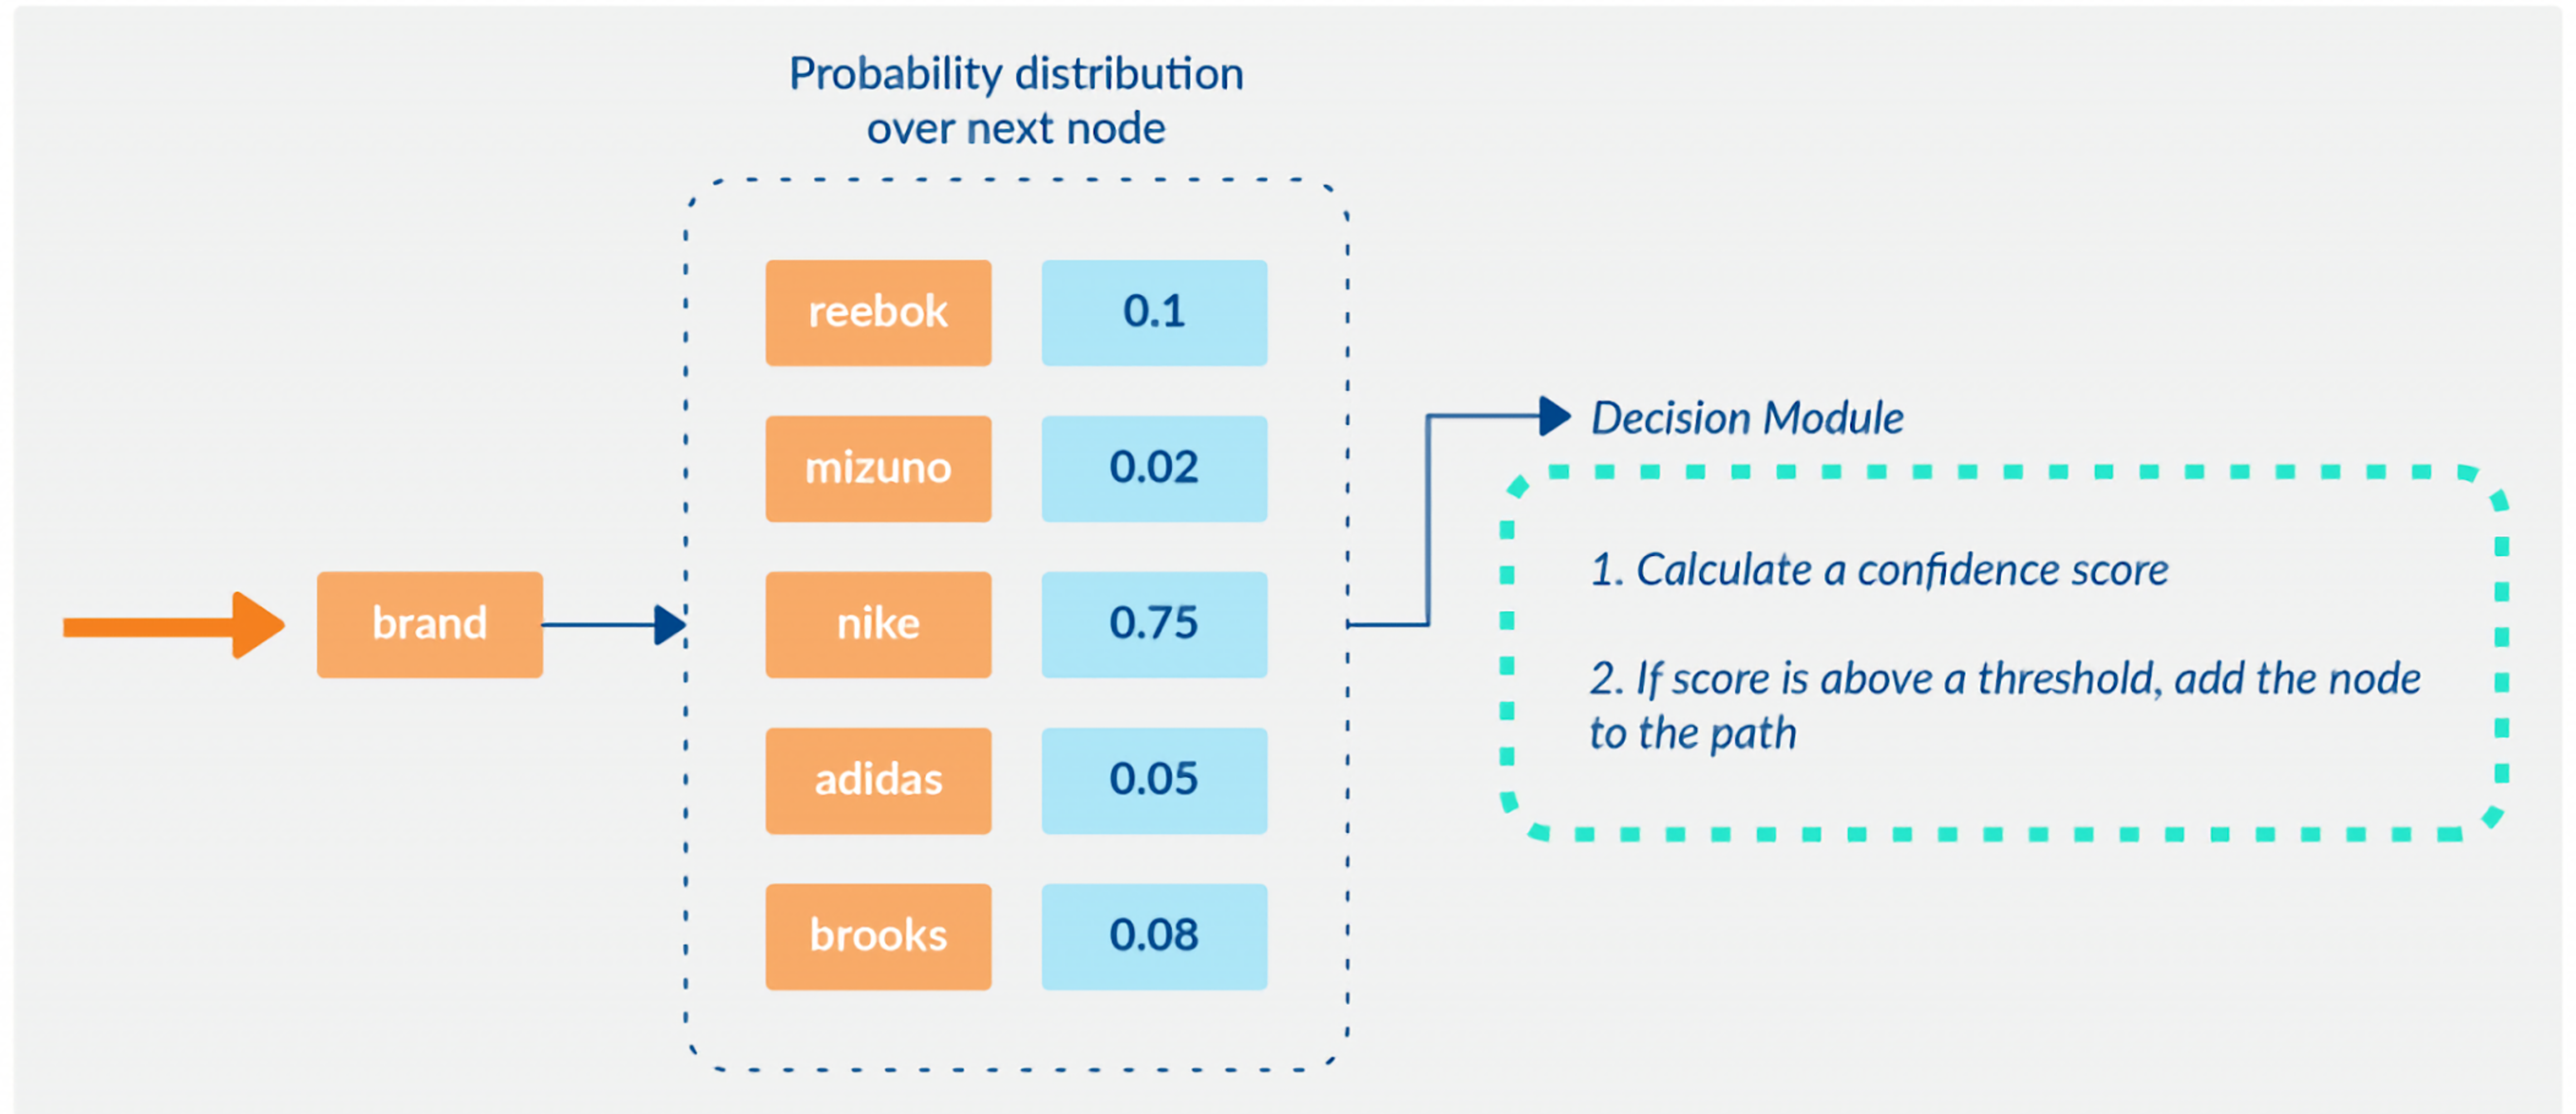 Probability distribution
over next node
reebok 0.1
mizuno 0.02
brand
nike 0.75
adidas 0.05
brooks 0.08
Decision Module
1. Calculate a confidence score
2. If score is above a threshold, add the node
to the path